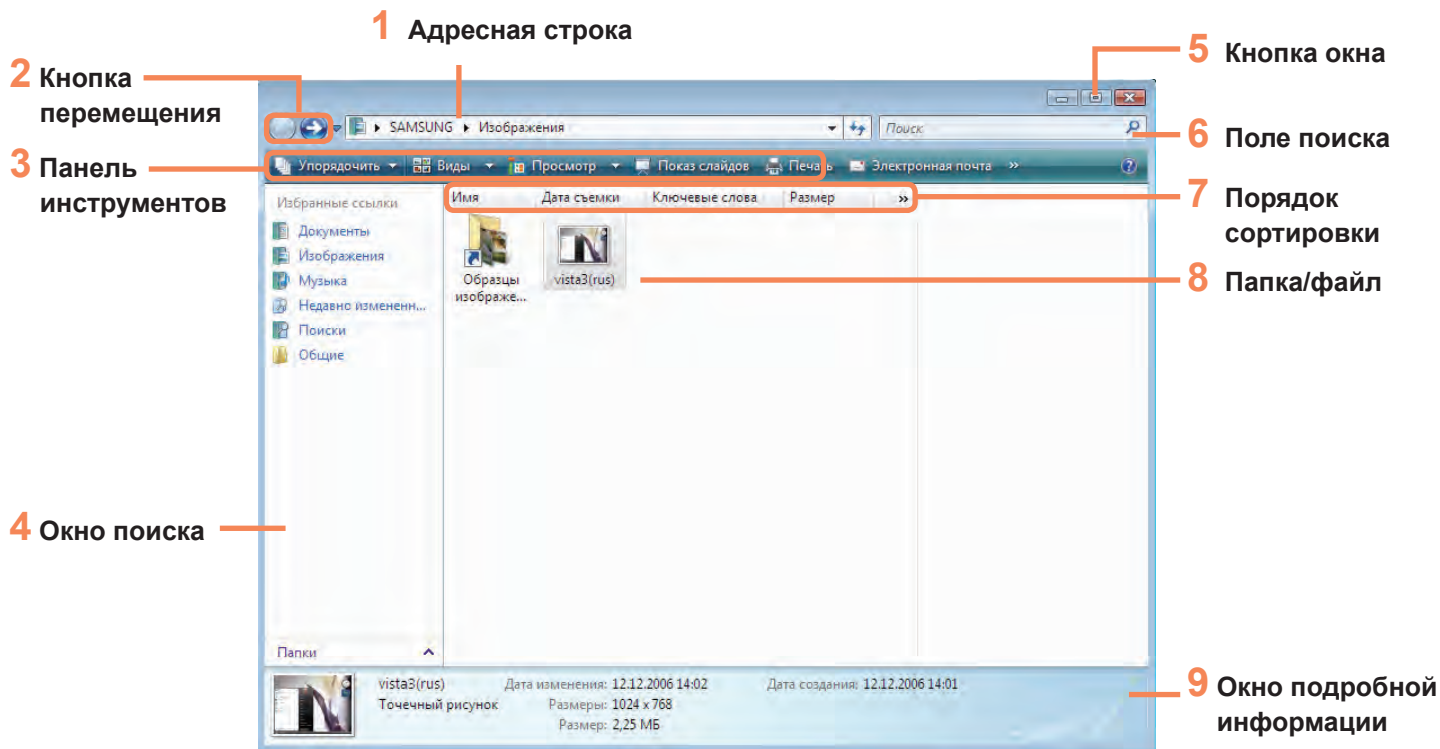 1 Адресная строка
2 Кнопка
перемещения
3 Панель
инструментов
4 Окно поиска
5 Кнопка окна
6 Поле поиска
7 Порядок
сортировки
8 Папка/файл
9 Окно подробной
информации
SAMSUNG Изображения
Поиск
Упорядочить Виды Просмотр Показ слайдов Печать Электронная почта »
Избранные ссылки
Документы
Изображения
Музыка
Недавно измененн...
Поиски
Общие
Папки
Имя Дата съемки Ключевые слова Размер »
Образцы
изображе...
vista3(rus)
vista3(rus) Дата изменения: 12.12.2006 14:02 Дата создания: 12.12.2006 14:01
Точечный рисунок Размеры: 1024 x 768
Размер: 2,25 МБ